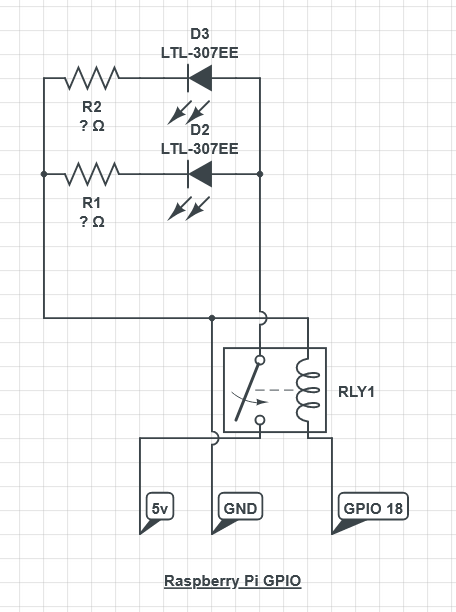 D3
LTL-307EE
R2
? Ω
D2
LTL-307EE
R1
? Ω
RLY1
5v
GND
GPIO 18
Raspberry Pi GPIO